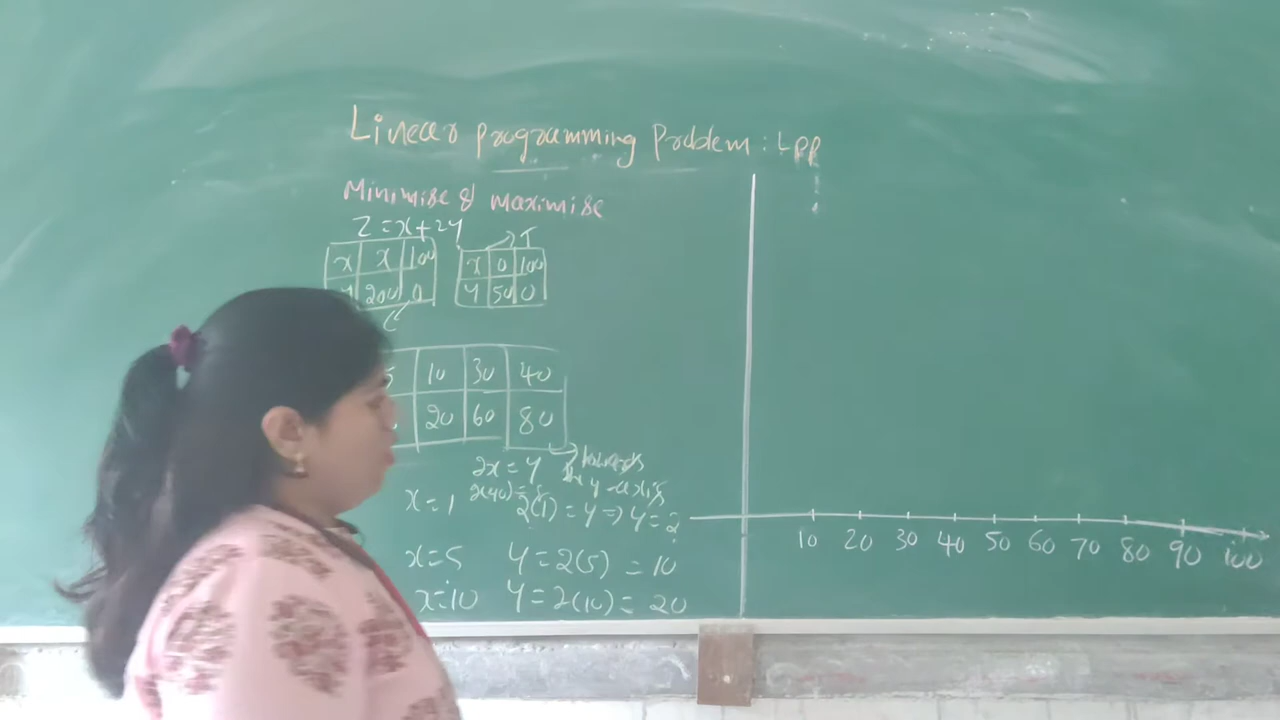 Linear programming Problem : LPP
Minimise & maximise
Z = x + 2y
x x 100
y 200 0
x 0 100
y 50 0
5 10 30 40
20 60 80
2x = y towards
the y-axis
x = 1
2(1) = y => y = 2
x = 5 y = 2(5) = 10
x = 10 y = 2(10) = 20
10 20 30 40 50 60 70 80 90 100